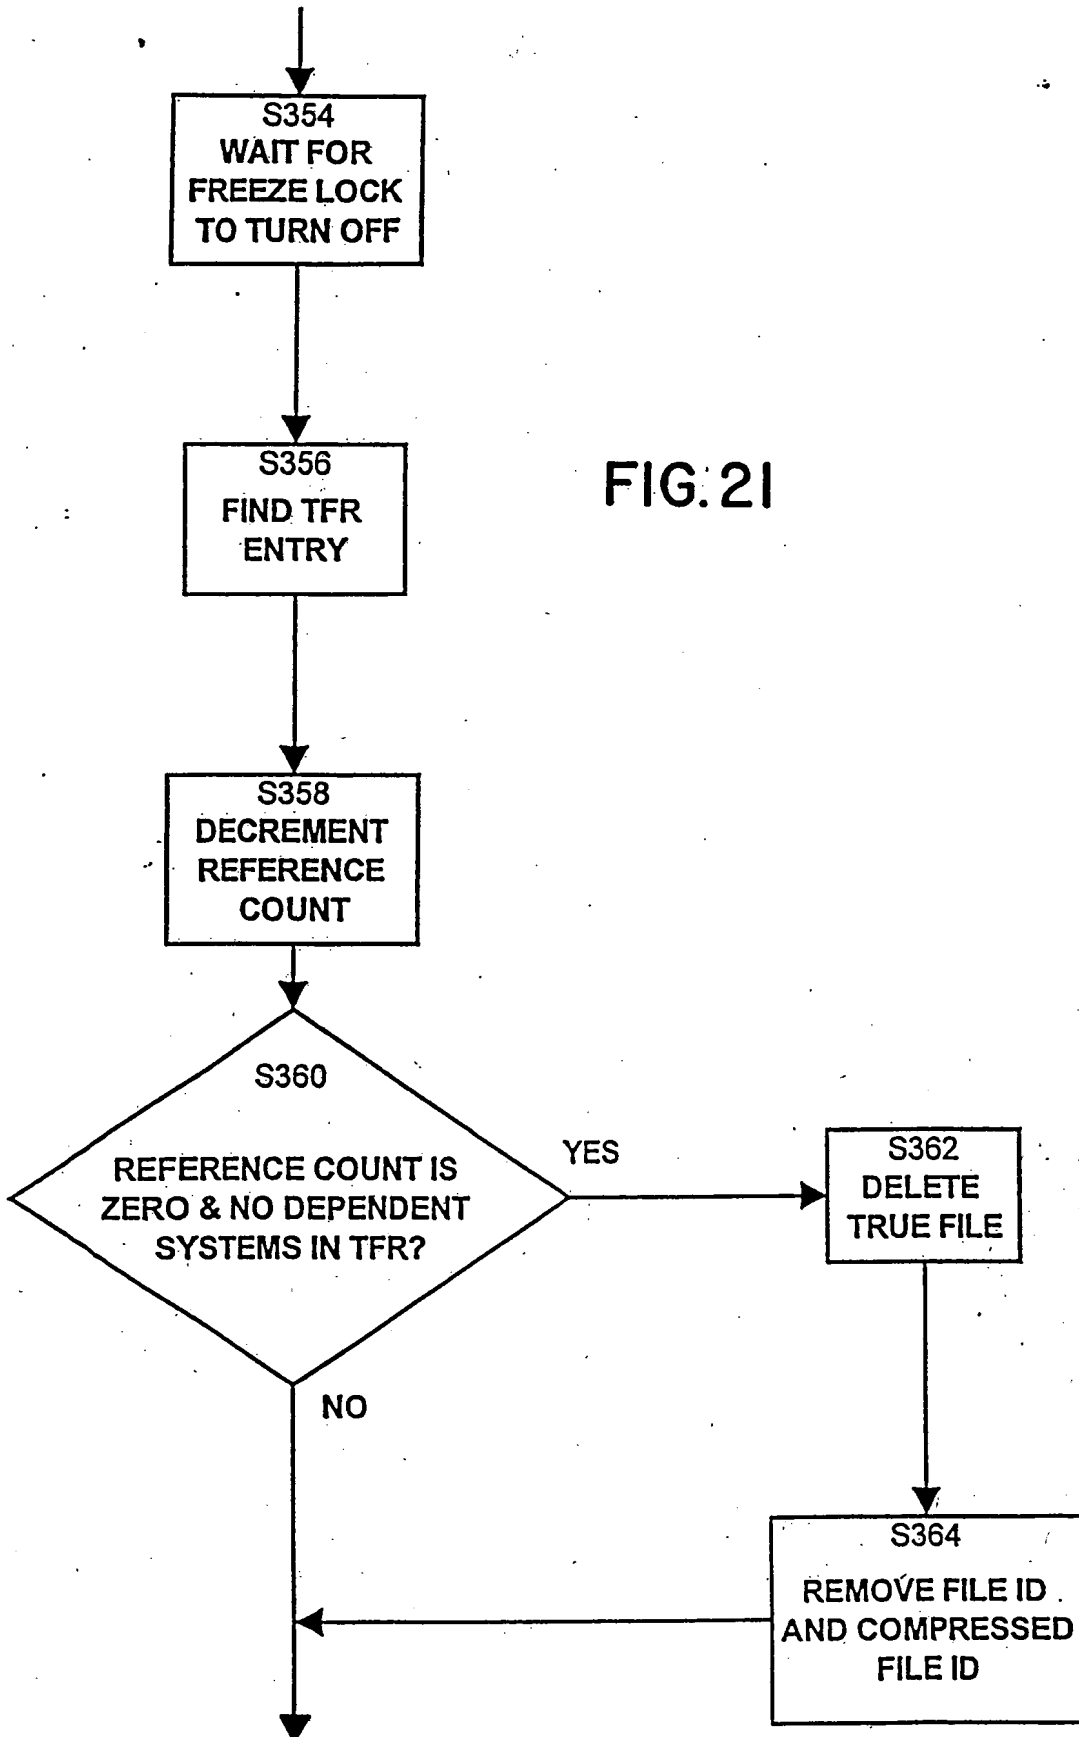 S354
WAIT FOR
FREEZE LOCK
TO TURN OFF
S356
FIND TFR
ENTRY
FIG. 21
S358
DECREMENT
REFERENCE
COUNT
S360
REFERENCE COUNT IS
ZERO & NO DEPENDENT
SYSTEMS IN TFR?
YES
NO
S362
DELETE
TRUE FILE
S364
REMOVE FILE ID
AND COMPRESSED
FILE ID